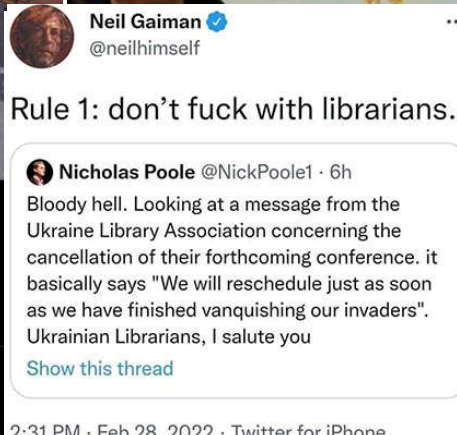 Neil Gaiman
@neilhimself
Rule 1: don't fuck with librarians.
Nicholas Poole @NickPoole1 · 6h
Bloody hell. Looking at a message from the
Ukraine Library Association concerning the
cancellation of their forthcoming conference. it
basically says "We will reschedule just as soon
as we have finished vanquishing our invaders".
Ukrainian Librarians, I salute you
Show this thread
2:31 PM · Feb 28, 2022 · Twitter for iPhone